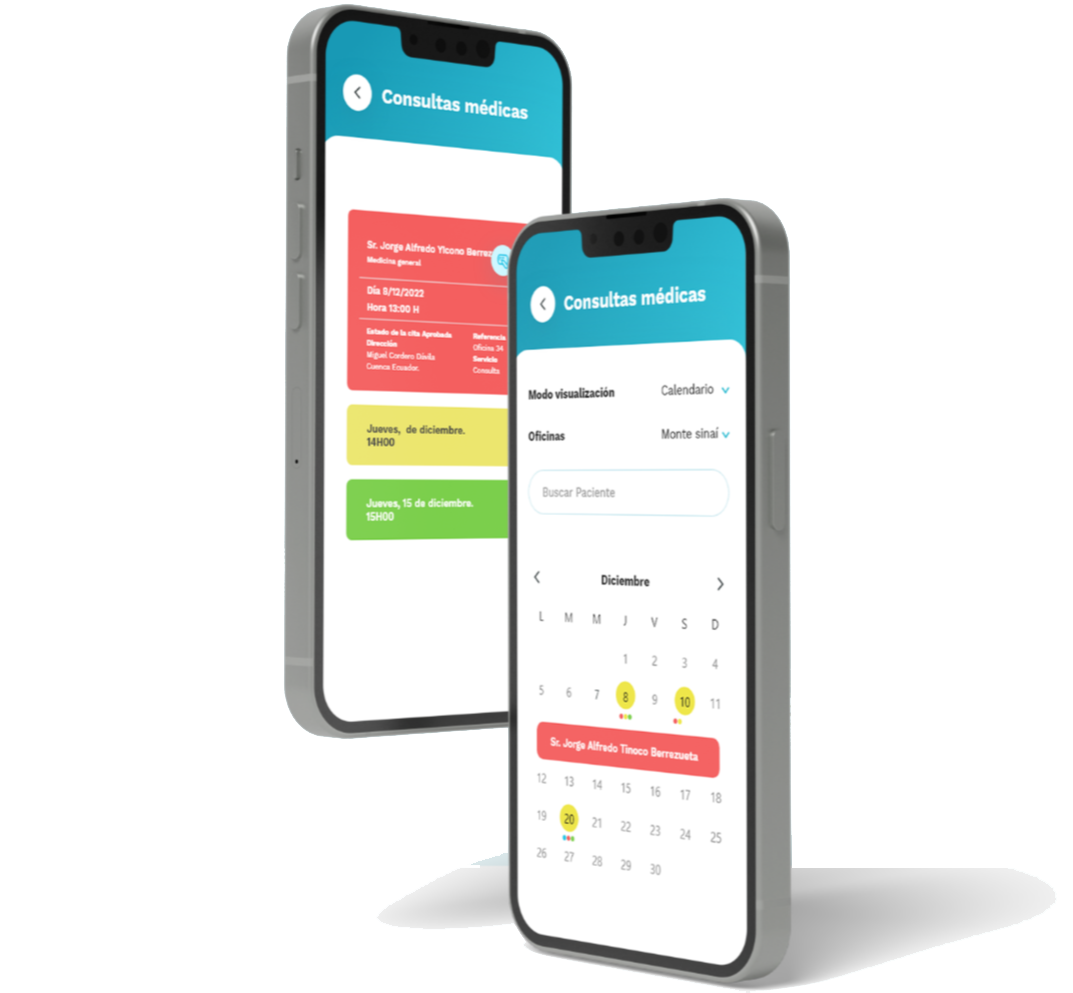 Consultas médicas
Sr. Jorge Alfredo Yicono Berrez
Medicina general
Día 8/12/2022
Hora 13:00 H
Estado de la cita Aprobada
Dirección
Miguel Cordero Dávila
Cuenca Ecuador.
Referencia
Oficina 34
Servicio
Consulta
Jueves, de diciembre.
14H00
Jueves, 15 de diciembre.
15H00
Consultas médicas
Modo visualización Calendario
Oficinas Monte sinaí
Buscar Paciente
Diciembre
L M M J V S D
1 2 3 4
5 6 7 8 9 10 11
Sr. Jorge Alfredo Tinoco Berrezueta
12 13 14 15 16 17 18
19 20 21 22 23 24 25
26 27 28 29 30